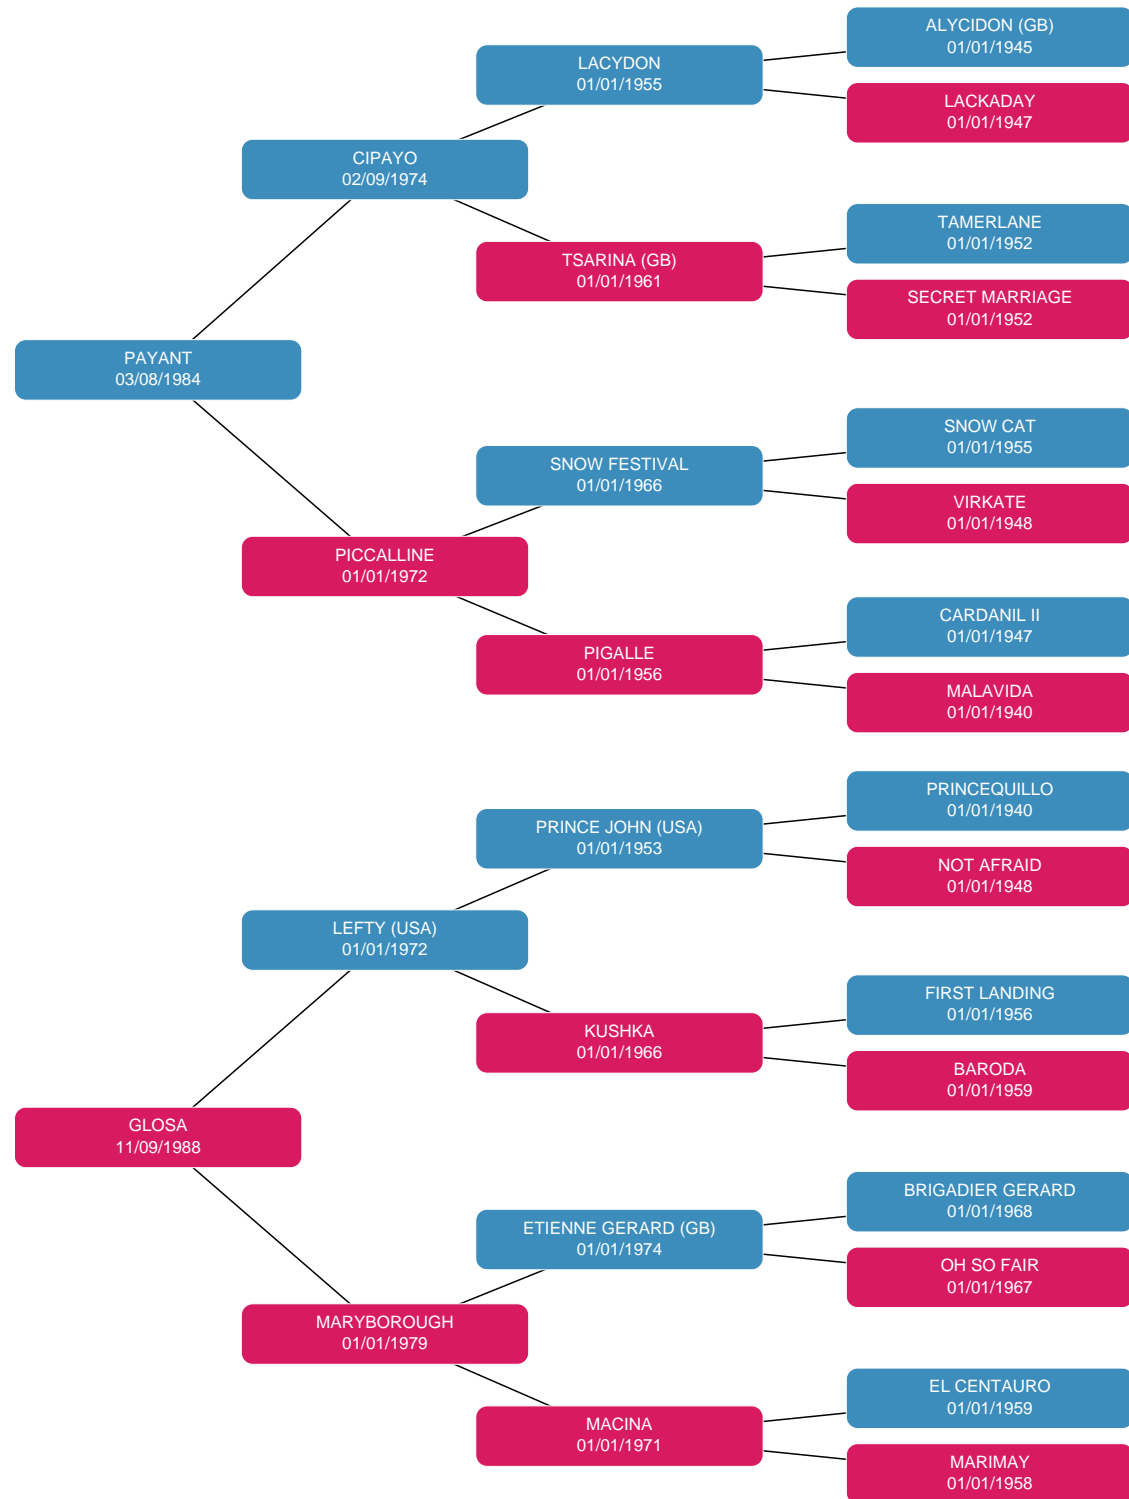 ALYCIDON (GB)
01/01/1945
LACYDON
01/01/1955
LACKADAY
01/01/1947
CIPAYO
02/09/1974
TAMERLANE
01/01/1952
TSARINA (GB)
01/01/1961
SECRET MARRIAGE
01/01/1952
PAYANT
03/08/1984
SNOW CAT
01/01/1955
SNOW FESTIVAL
01/01/1966
VIRKATE
01/01/1948
PICCALLINE
01/01/1972
CARDANIL II
01/01/1947
PIGALLE
01/01/1956
MALAVIDA
01/01/1940
PRINCEQUILLO
01/01/1940
PRINCE JOHN (USA)
01/01/1953
NOT AFRAID
01/01/1948
LEFTY (USA)
01/01/1972
FIRST LANDING
01/01/1956
KUSHKA
01/01/1966
BARODA
01/01/1959
GLOSA
11/09/1988
BRIGADIER GERARD
01/01/1968
ETIENNE GERARD (GB)
01/01/1974
OH SO FAIR
01/01/1967
MARYBOROUGH
01/01/1979
EL CENTAURO
01/01/1959
MACINA
01/01/1971
MARIMAY
01/01/1958